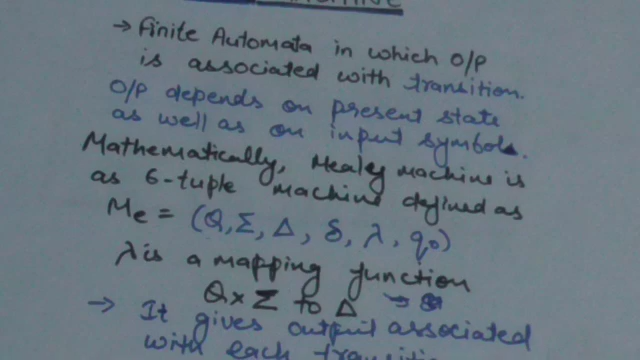 → Finite Automata in which O/P
is associated with transition.
O/P depends on present state
as well as on input symbol.
Mathematically, Mealey machine is
as 6-tuple machine defined as
Me = (Q, Σ, Δ, δ, λ, q0)
λ is a mapping function
Q x Σ to Δ →
→ It gives output associated
with each